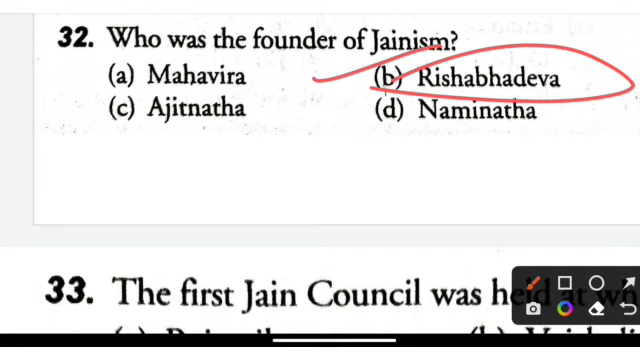 32. Who was the founder of Jainism?
(a) Mahavira (b) Rishabhadeva
(c) Ajitnatha (d) Naminatha
33. The first Jain Council was held at